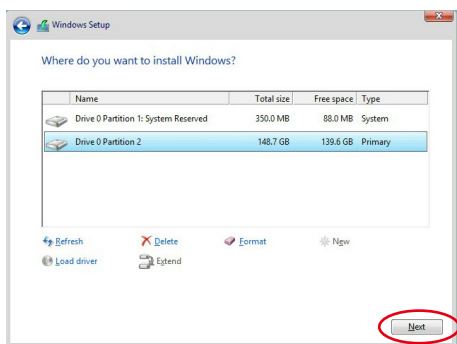 Windows Setup
Where do you want to install Windows?
Name Total size Free space Type
Drive 0 Partition 1: System Reserved 350.0 MB 88.0 MB System
Drive 0 Partition 2 148.7 GB 139.6 GB Primary
Refresh Delete Format New
Load driver Extend
Next